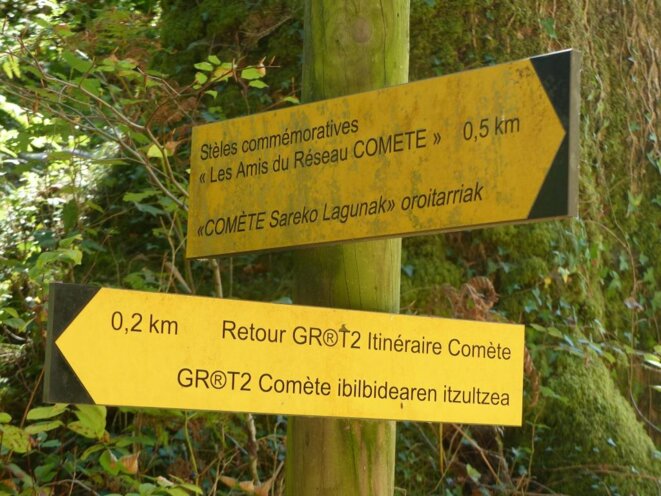 Stèles commémoratives
« Les Amis du Réseau COMETE » 0,5 km
«COMÈTE Sareko Lagunak» oroitarriak
0,2 km Retour GR®T2 Itinéraire Comète
GR®T2 Comète ibilbidearen itzultzea